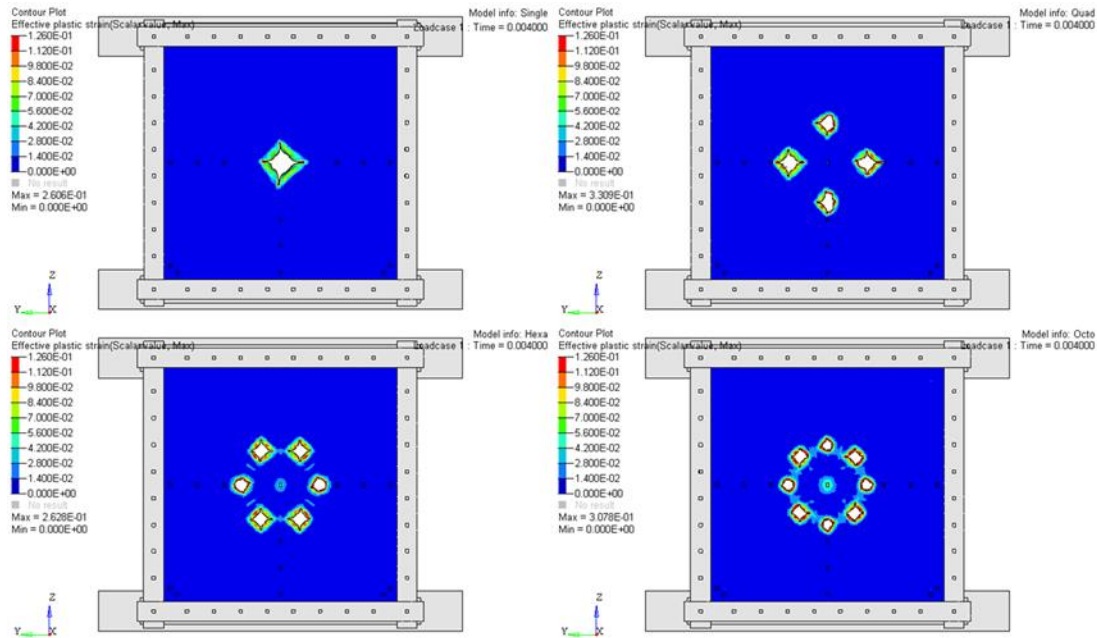 Contour Plot
Effective plastic strain(Scalar value, Max)
1.260E-01
1.120E-01
9.800E-02
8.400E-02
7.000E-02
5.600E-02
4.200E-02
2.800E-02
1.400E-02
0.000E+00
No result
Max = 2.606E-01
Min = 0.000E+00
Model info: Single
Loadcase 1 : Time = 0.004000
Z
Y
X
Contour Plot
Effective plastic strain(Scalar value, Max)
1.260E-01
1.120E-01
9.800E-02
8.400E-02
7.000E-02
5.600E-02
4.200E-02
2.800E-02
1.400E-02
0.000E+00
No result
Max = 3.309E-01
Min = 0.000E+00
Model info: Quad
Loadcase 1 : Time = 0.004000
Z
Y
X
Contour Plot
Effective plastic strain(Scalar value, Max)
1.260E-01
1.120E-01
9.800E-02
8.400E-02
7.000E-02
5.600E-02
4.200E-02
2.800E-02
1.400E-02
0.000E+00
No result
Max = 2.628E-01
Min = 0.000E+00
Model info: Hexa
Loadcase 1 : Time = 0.004000
Z
Y
X
Contour Plot
Effective plastic strain(Scalar value, Max)
1.260E-01
1.120E-01
9.800E-02
8.400E-02
7.000E-02
5.600E-02
4.200E-02
2.800E-02
1.400E-02
0.000E+00
No result
Max = 3.078E-01
Min = 0.000E+00
Model info: Octo
Loadcase 1 : Time = 0.004000
Z
Y
X